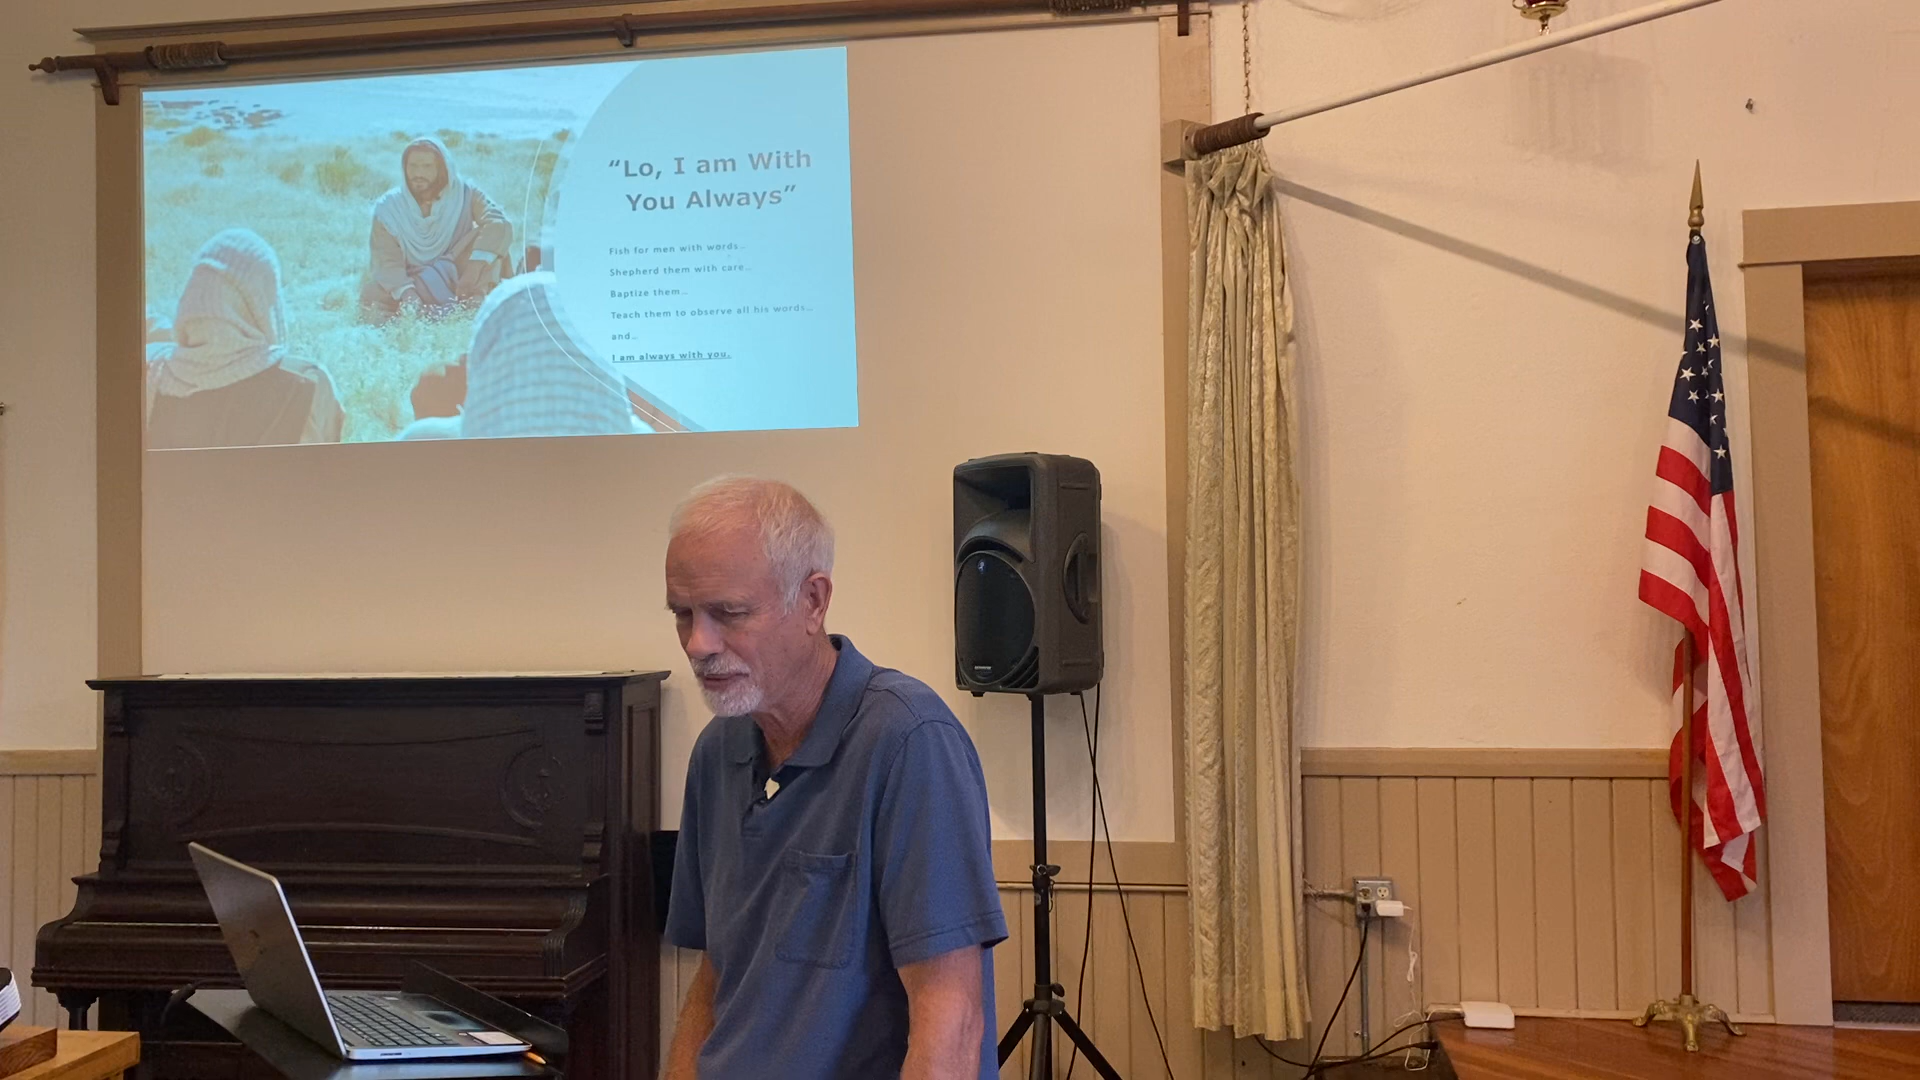 “Lo, I am With
You Always”
Fish for men with words…
Shepherd them with care…
Baptize them…
Teach them to observe all his words…
and…
I am always with you.